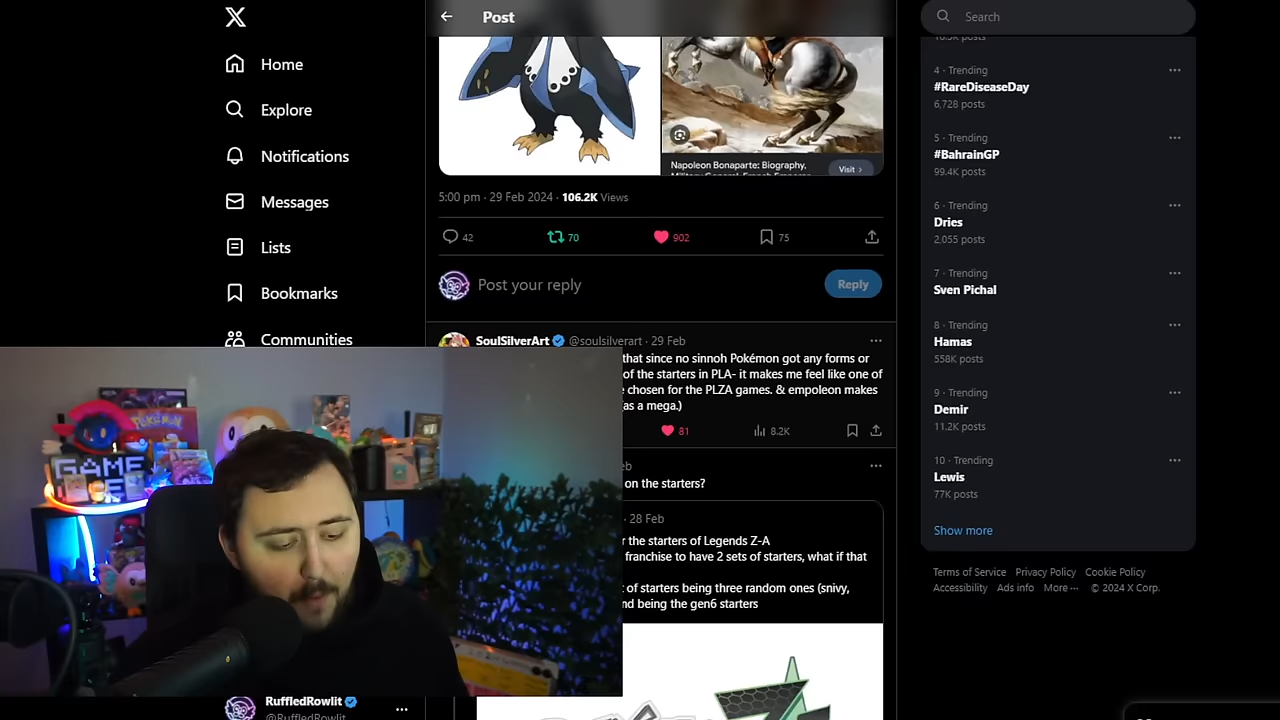 Post
Search
Home
4 · Trending
#RareDiseaseDay
6,728 posts
Explore
5 · Trending
#BahrainGP
99.4K posts
Notifications
Napoleon Bonaparte: Biography,
Visit
5:00 pm · 29 Feb 2024 · 106.2K Views
Messages
6 · Trending
Dries
2,055 posts
42
70
902
75
Lists
7 · Trending
Sven Pichal
Post your reply
Reply
Bookmarks
8 · Trending
Hamas
558K posts
Communities
SoulSilverArt @soulsilverart · 29 Feb
that since no sinnoh Pokémon got any forms or
of the starters in PLA- it makes me feel like one of
chosen for the PLZA games. & empoleon makes
(as a mega.)
81
8.2K
9 · Trending
Demir
11.2K posts
10 · Trending
Lewis
77K posts
Show more
on the starters?
· 28 Feb
the starters of Legends Z-A
franchise to have 2 sets of starters, what if that
of starters being three random ones (snivy,
being the gen6 starters
Terms of Service Privacy Policy Cookie Policy
Accessibility Ads info More ··· © 2024 X Corp.
POKÉMON
GAME
RuffledRowlit
@RuffledRowlit